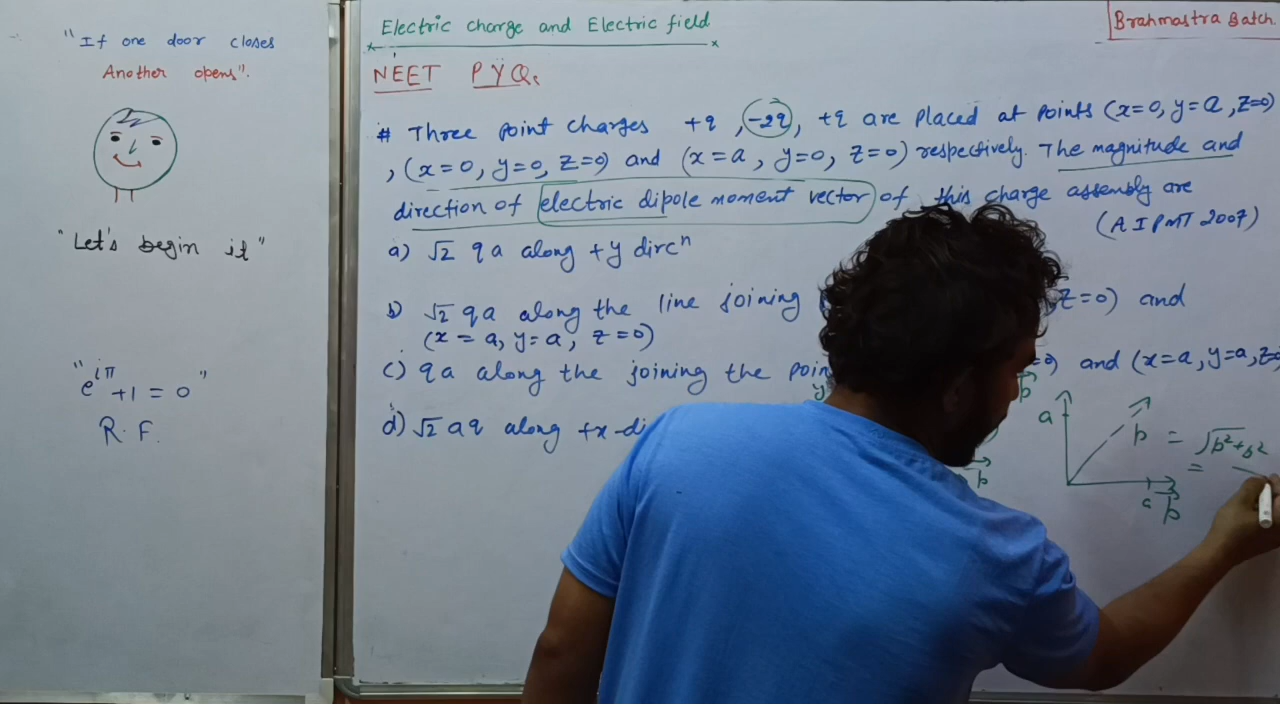 "If one door closes
Another opens".
"Let's begin it"
"e^iπ +1 = 0"
R. F.
Electric charge and Electric field
Brahmastra Batch
NEET PYQs
# Three point charges +q, -2q, +q are placed at points (x=0, y=a, z=0)
, (x=0, y=0, z=0) and (x=a, y=0, z=0) respectively. The magnitude and
direction of electric dipole moment vector of this charge assembly are
(AIPMT 2007)
a) √2 qa along +y dircⁿ
b) √2 qa along the line joining z=0) and
(x=a, y=a, z=0)
c) qa along the joining the =0) and (x=a, y=a, z=
d) √2 aq along +x-di
y p
a p = √p²+p²
p =
a p